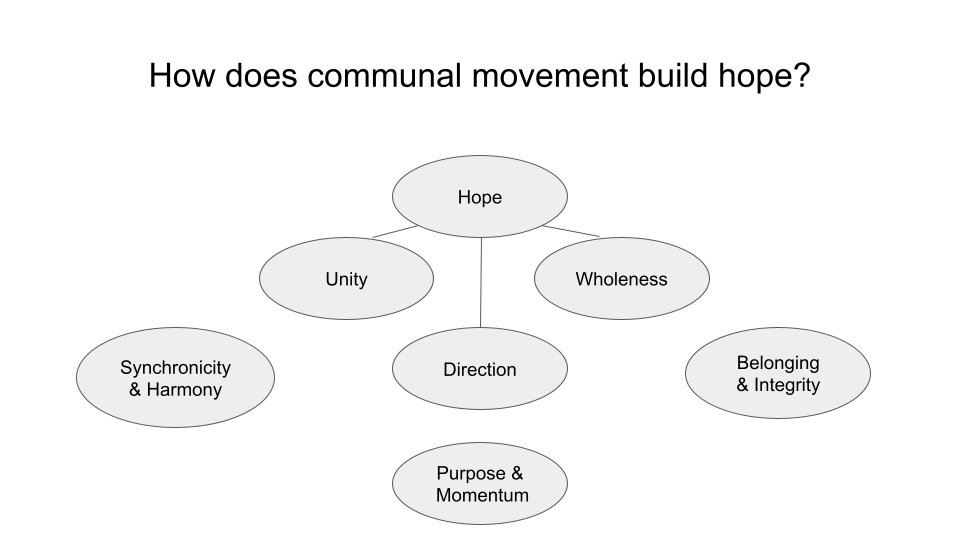 How does communal movement build hope?
Hope
Unity
Wholeness
Synchronicity
& Harmony
Direction
Belonging
& Integrity
Purpose &
Momentum